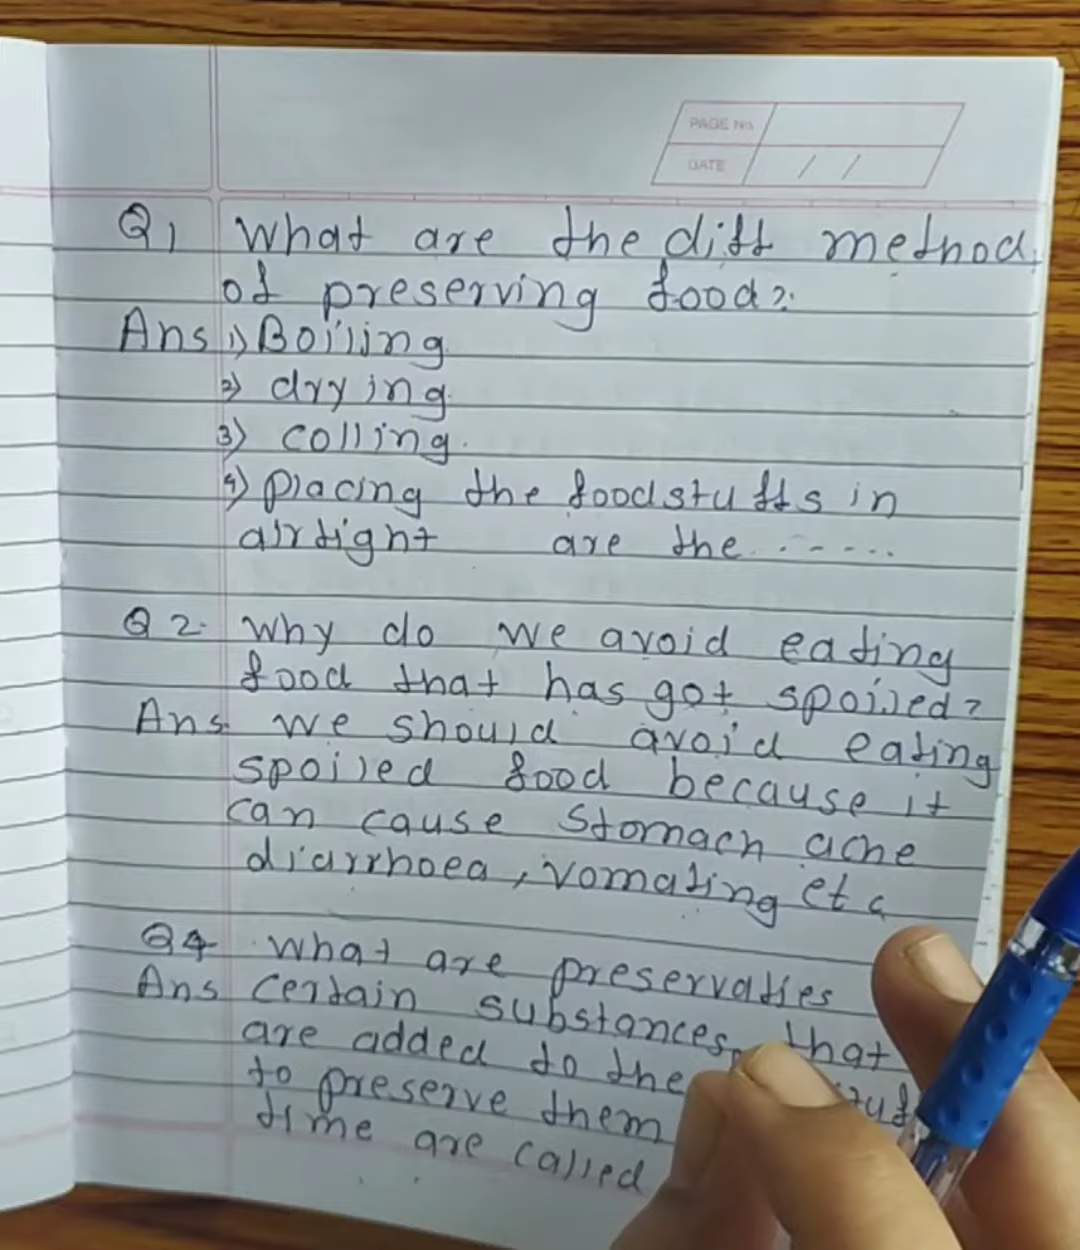 PAGE No.
DATE / /
Q1 What are the diff method
of preserving food?
Ans 1) Boiling.
2) drying.
3) colling.
4) placing the foodstuffs in
airtight are the ......
Q2. Why do we avoid eating
food that has got spoiled?
Ans. We should avoid eating
spoiled food because it
can cause stomach ache
diarrhoea, vomating etc
Q4 What are preservaties
Ans certain substances, that
are added to the
to preserve them
time are called